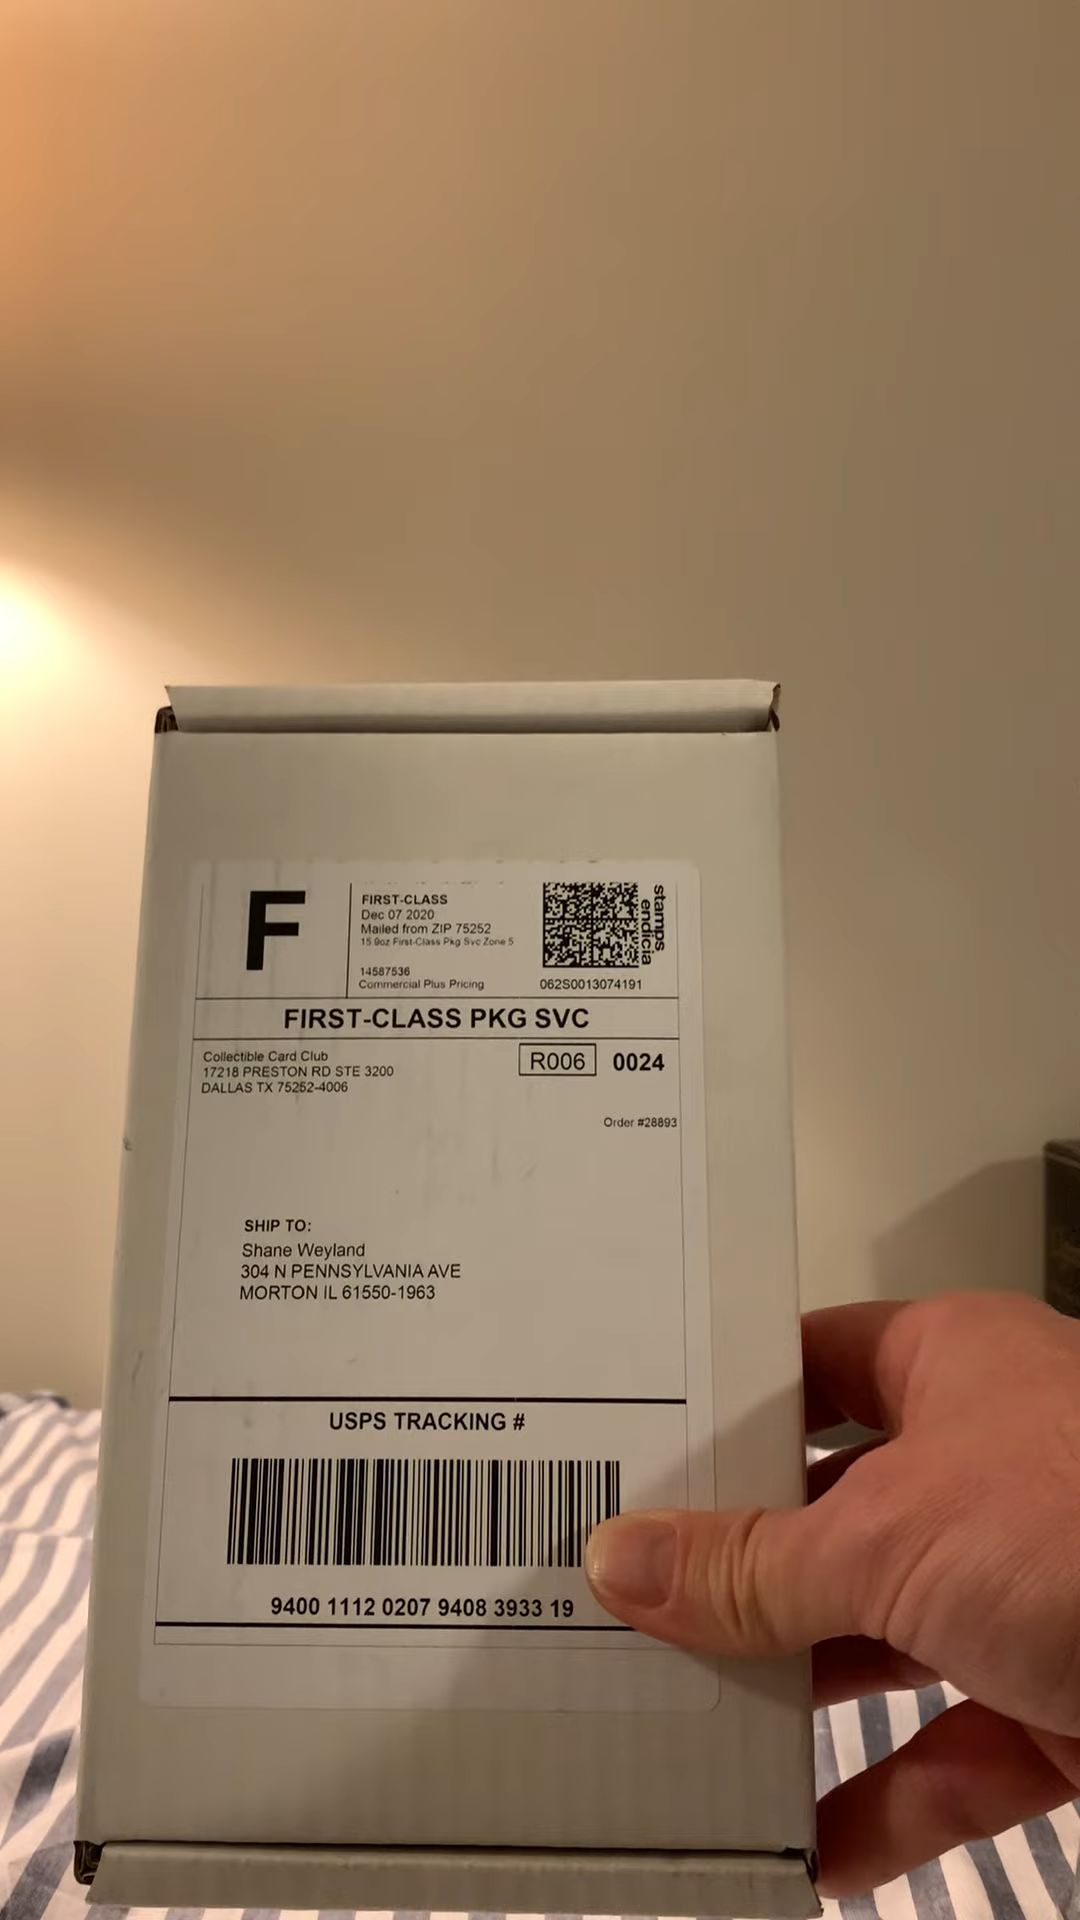 F
FIRST-CLASS
Dec 07 2020
Mailed from ZIP 75252
15.9oz First-Class Pkg Svc Zone 5
14587536
Commercial Plus Pricing
stamps
endicia
062S0013074191
FIRST-CLASS PKG SVC
Collectible Card Club
17218 PRESTON RD STE 3200
DALLAS TX 75252-4006
R006 0024
Order #28893
SHIP TO:
Shane Weyland
304 N PENNSYLVANIA AVE
MORTON IL 61550-1963
USPS TRACKING #
9400 1112 0207 9408 3933 19